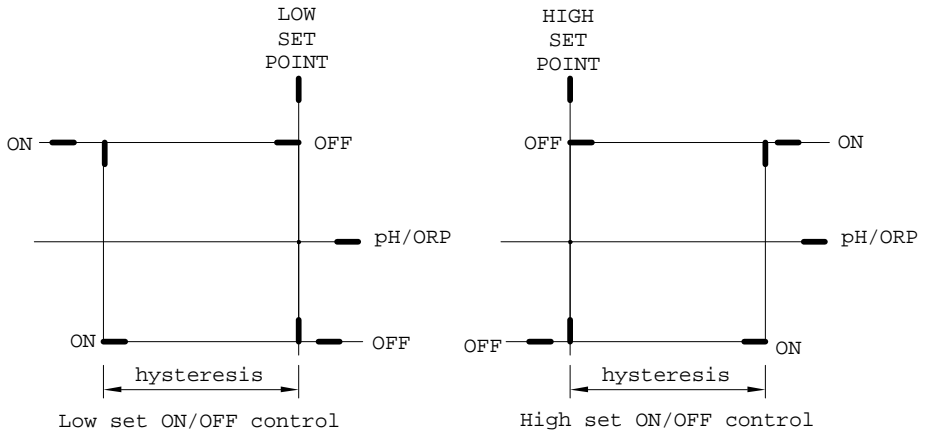 LOW
SET
POINT
HIGH
SET
POINT
ON
OFF
OFF
ON
pH/ORP
pH/ORP
ON
OFF
OFF
ON
hysteresis
hysteresis
Low set ON/OFF control
High set ON/OFF control